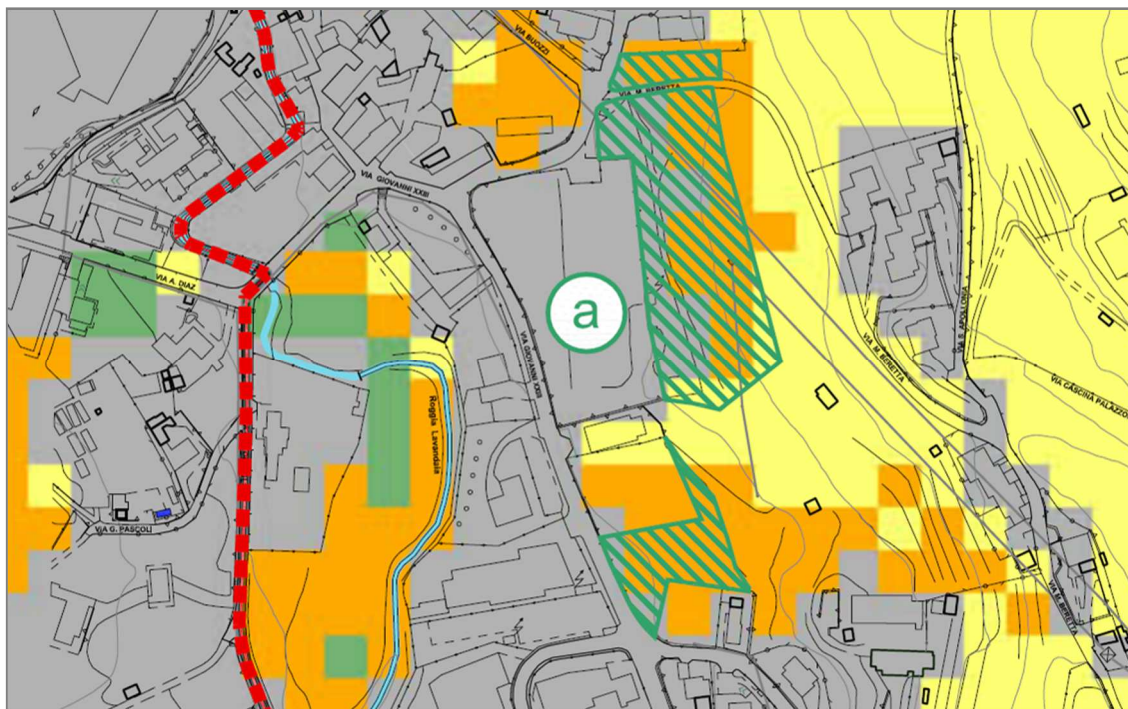 VIA BUOZZI
VIA M. BERETTA
VIA GIOVANNI XXIII
VIA A. DIAZ
a
VIA GIOVANNI XXIII
VIA M. BERETTA
VIA S. APOLLONIA
VIA CASCINA PALAZZO
Roggia Lavandaia
VIA G. PASCOLI
VIA M. BERETTA